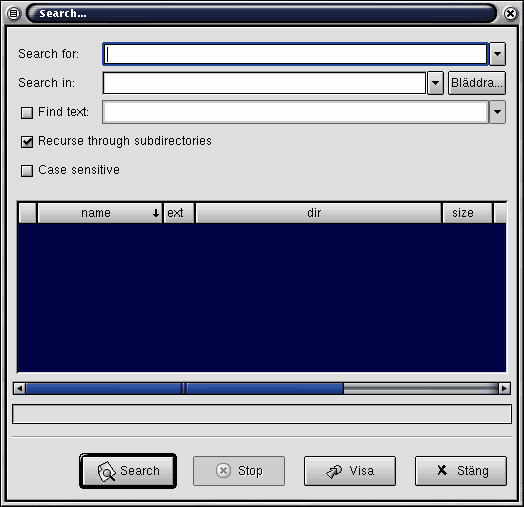 Search...
Search for:
Search in:
Bläddra...
Find text:
Recurse through subdirectories
Case sensitive
name ext dir size
Search Stop Visa Stäng